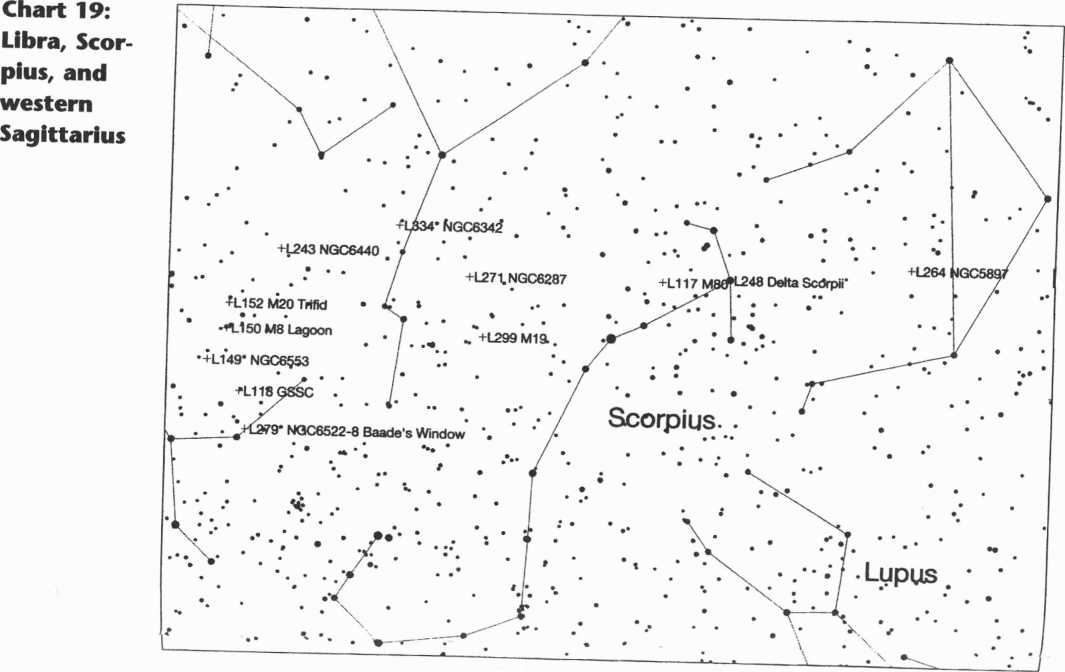 Chart 19:
Libra, Scor-
pius, and
western
Sagittarius
+L334* NGC6342
+L243 NGC6440
+L271 NGC6287
+L117 M80
L248 Delta Scorpii*
+L264 NGC5897
+L152 M20 Trifid
+L150 M8 Lagoon
+L299 M19
+L149* NGC6553
+L118 GSSC
Scorpius
+L279* NGC6522-8 Baade's Window
Lupus